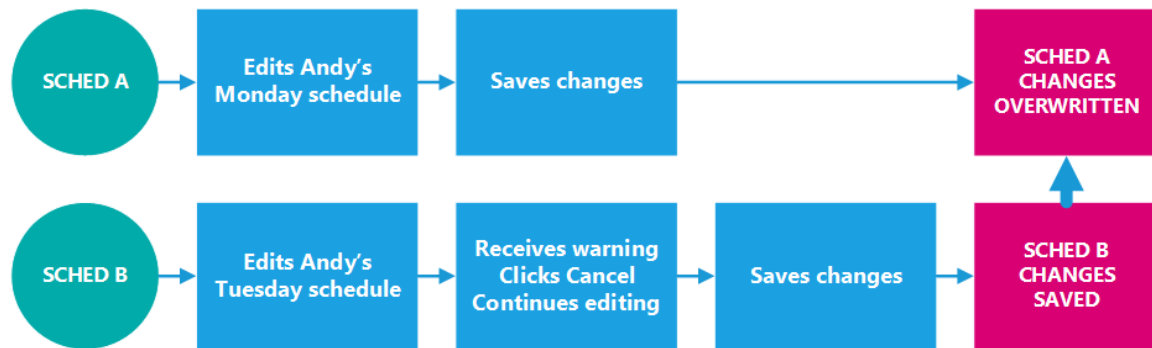 SCHED A
Edits Andy's
Monday schedule
Saves changes
SCHED A
CHANGES
OVERWRITTEN
SCHED B
Edits Andy's
Tuesday schedule
Receives warning
Clicks Cancel
Continues editing
Saves changes
SCHED B
CHANGES
SAVED